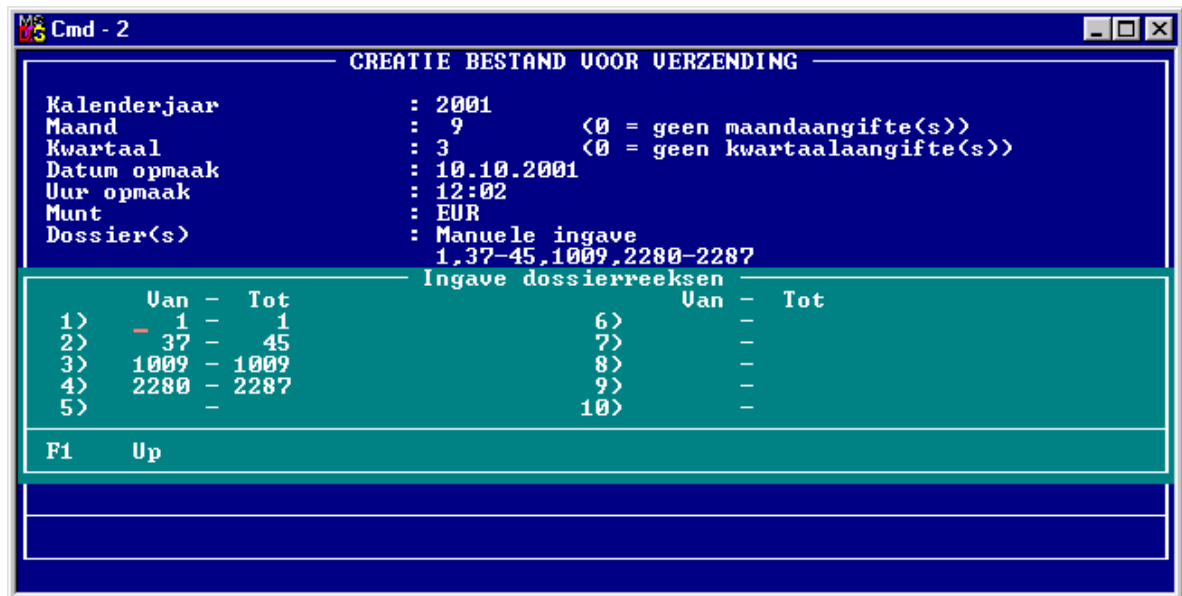 Cmd - 2
CREATIE BESTAND VOOR VERZENDING
Kalenderjaar : 2001
Maand : 9 (0 = geen maandaangifte(s))
Kwartaal : 3 (0 = geen kwartaalaangifte(s))
Datum opmaak : 10.10.2001
Uur opmaak : 12:02
Munt : EUR
Dossier(s) : Manuele ingave
1,37-45,1009,2280-2287
Ingave dossierreeksen
Van - Tot Van - Tot
1) _ 1 - 1 6) -
2) 37 - 45 7) -
3) 1009 - 1009 8) -
4) 2280 - 2287 9) -
5) - 10) -
F1 Up